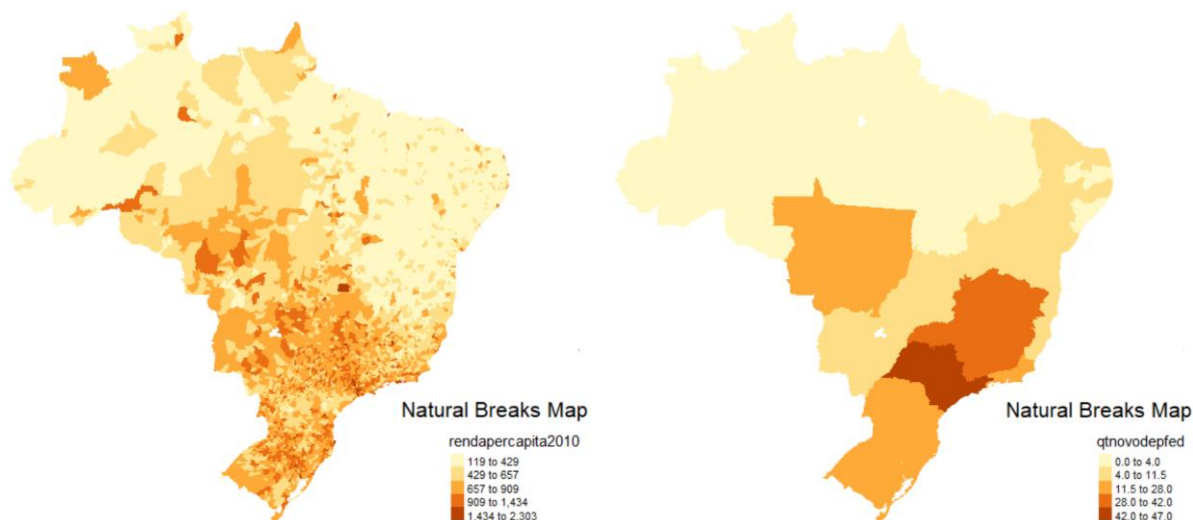 Natural Breaks Map
rendapercapita2010
119 to 429
429 to 657
657 to 909
909 to 1,434
1,434 to 2,303
Natural Breaks Map
qtnovodepfed
0.0 to 4.0
4.0 to 11.5
11.5 to 28.0
28.0 to 42.0
42.0 to 47.0